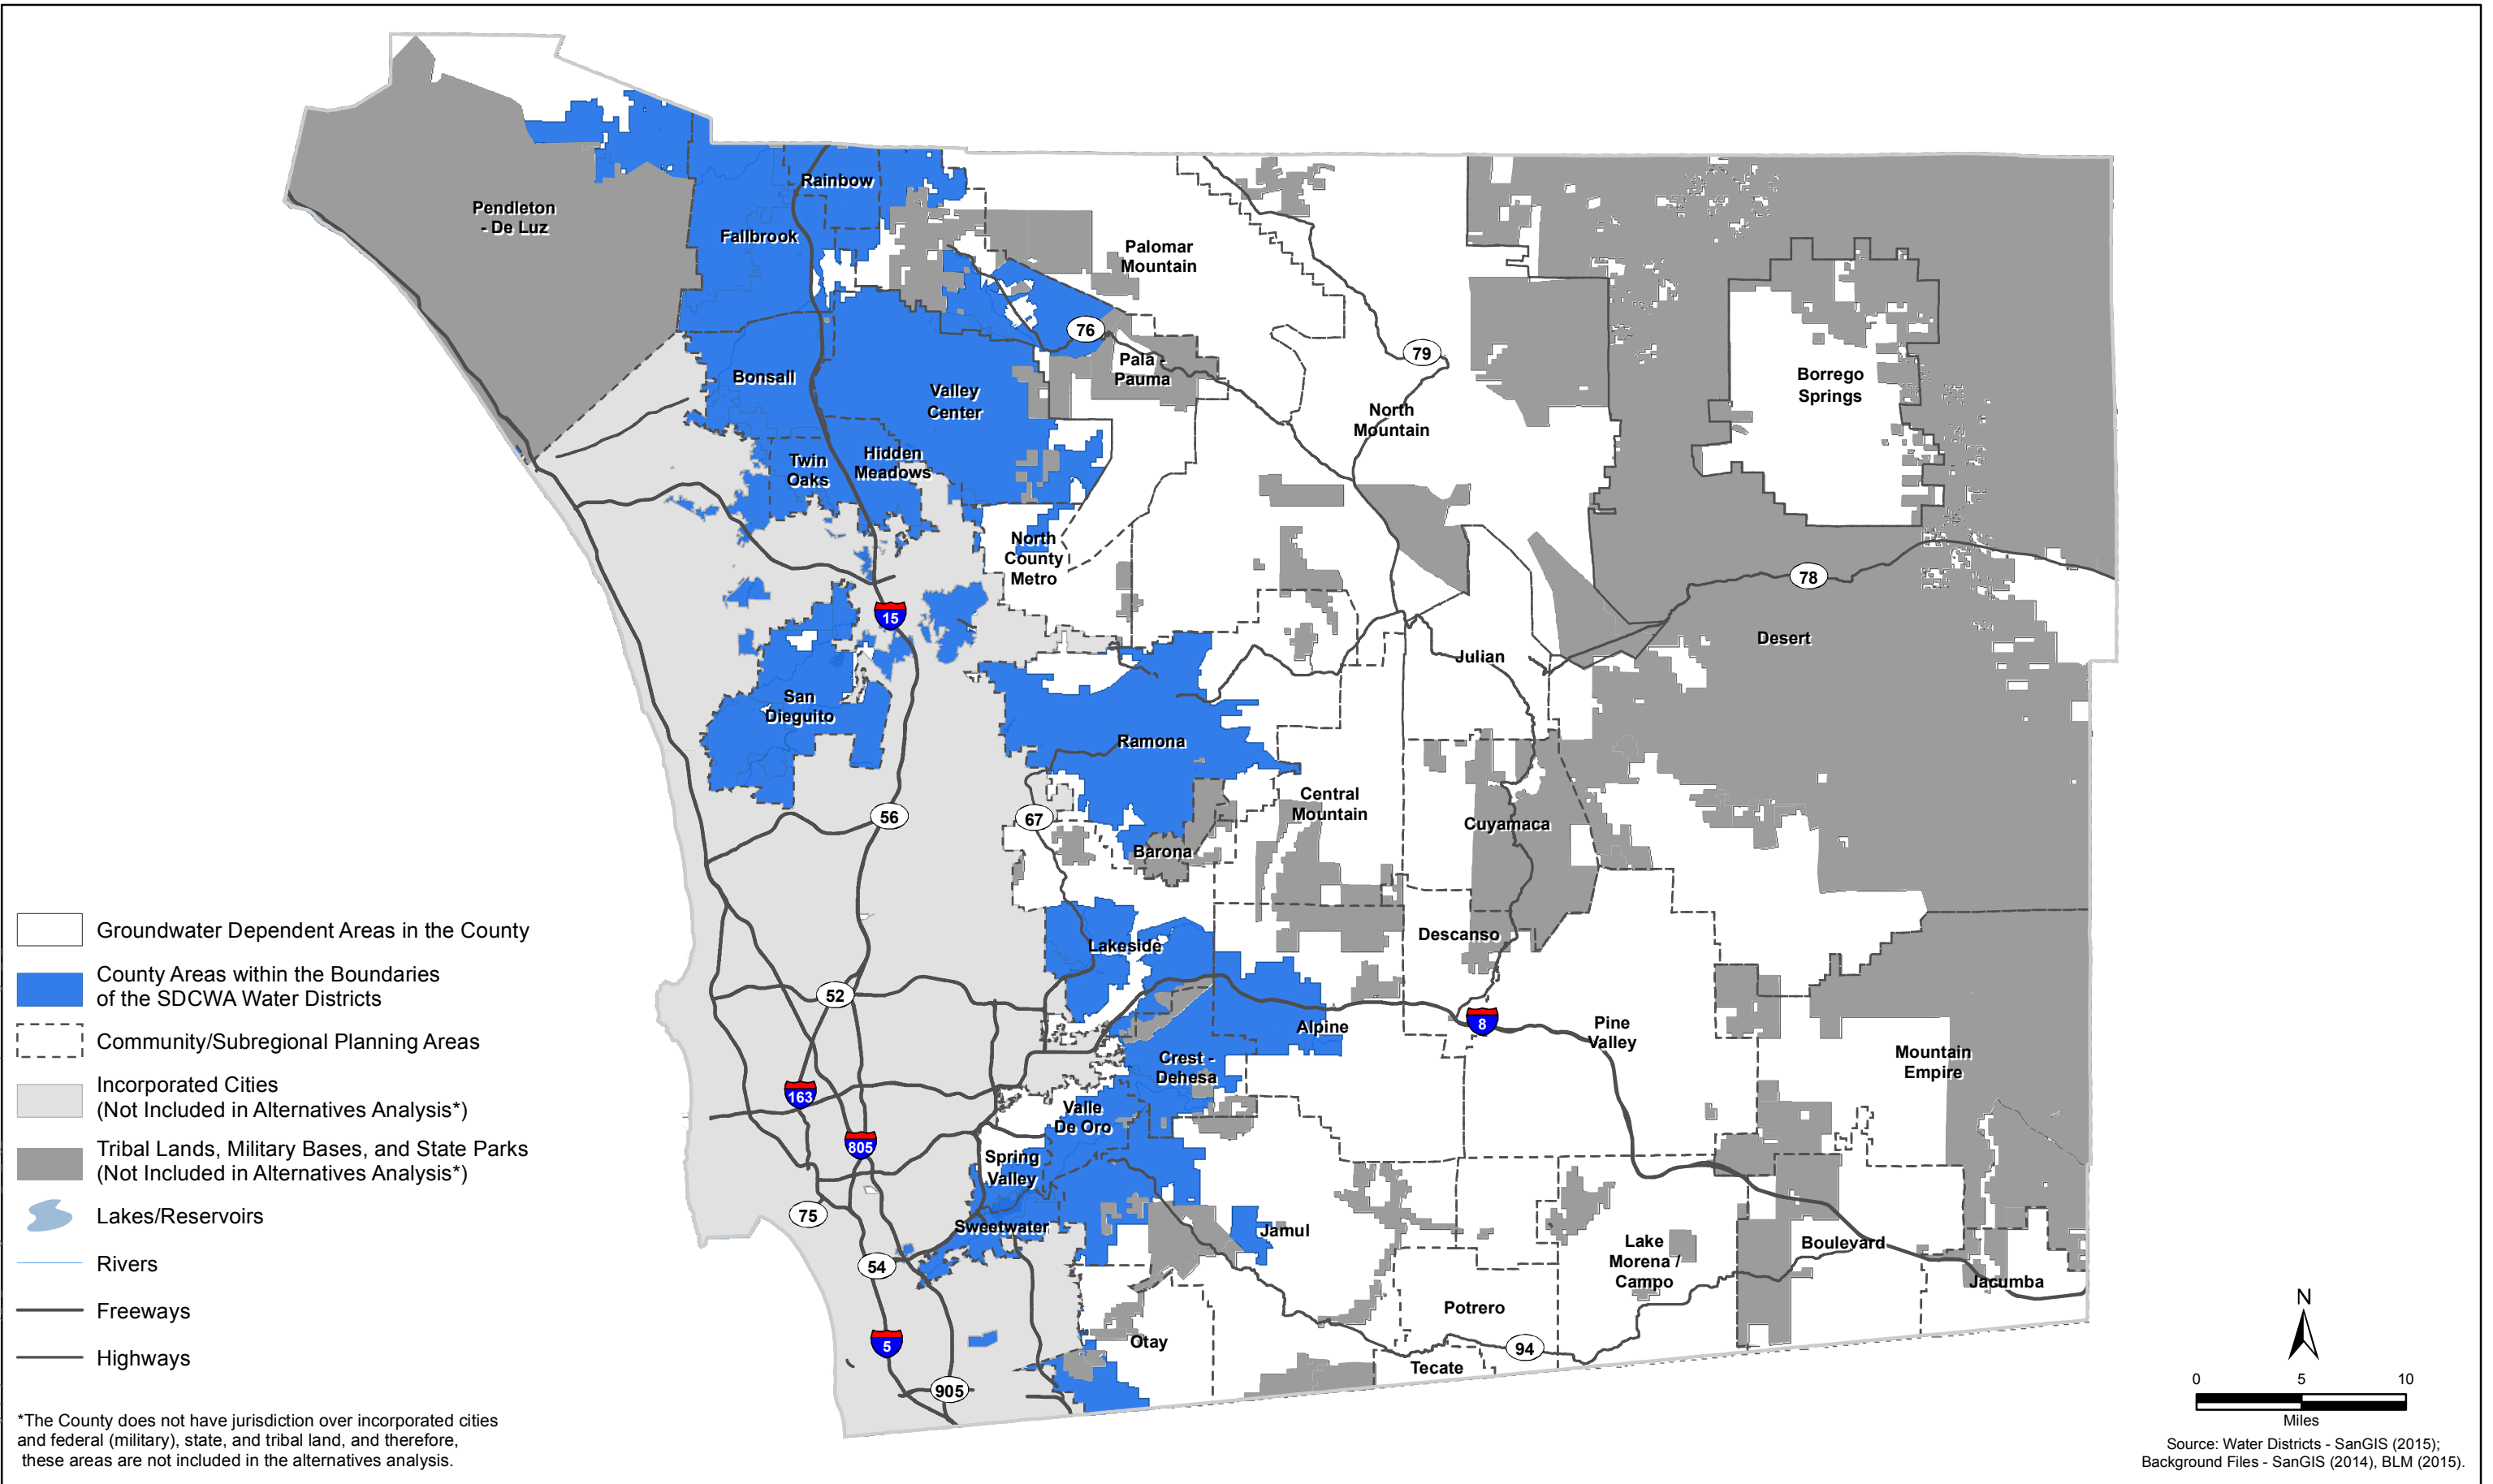 Pendleton
- De Luz
Rainbow
Fallbrook
Palomar
Mountain
76
Pala -
Pauma
79
Bonsall
Valley
Center
North
Mountain
Borrego
Springs
Twin
Oaks
Hidden
Meadows
North
County
Metro
78
15
Desert
Julian
San
Dieguito
Ramona
Central
Mountain
Cuyamaca
56
67
Barona
Lakeside
Descanso
52
Alpine
8
Pine
Valley
Crest -
Dehesa
Mountain
Empire
163
Valle
De Oro
805
Spring
Valley
75
Sweetwater
Jamul
54
Lake
Morena /
Campo
Boulevard
Jacumba
Potrero
5
Otay
94
Tecate
905
Groundwater Dependent Areas in the County
County Areas within the Boundaries
of the SDCWA Water Districts
Community/Subregional Planning Areas
Incorporated Cities
(Not Included in Alternatives Analysis*)
Tribal Lands, Military Bases, and State Parks
(Not Included in Alternatives Analysis*)
Lakes/Reservoirs
Rivers
Freeways
Highways
*The County does not have jurisdiction over incorporated cities
and federal (military), state, and tribal land, and therefore,
these areas are not included in the alternatives analysis.
N
0 5 10
Miles
Source: Water Districts - SanGIS (2015);
Background Files - SanGIS (2014), BLM (2015).